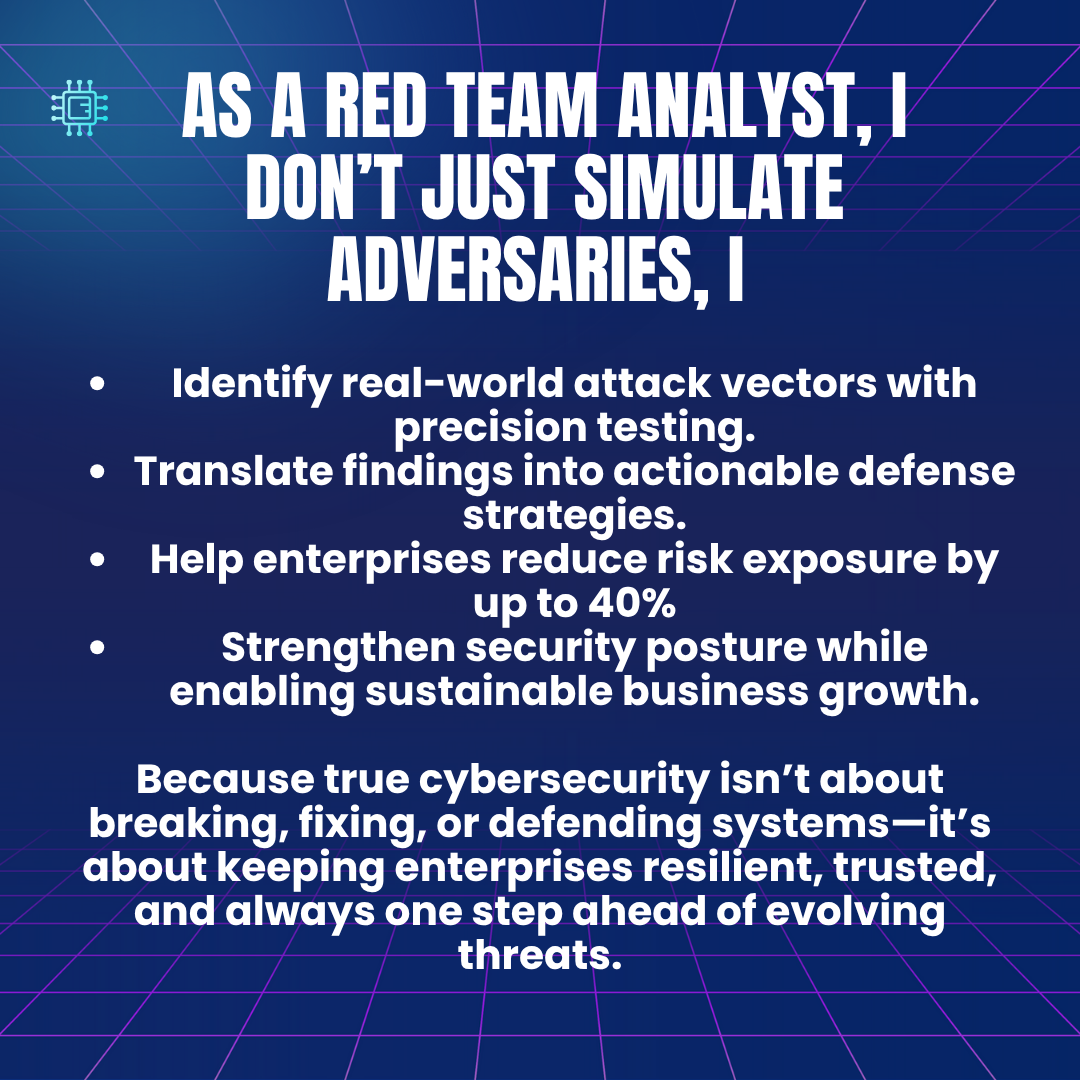 AS A RED TEAM ANALYST, I
DON’T JUST SIMULATE
ADVERSARIES, I
• Identify real-world attack vectors with
precision testing.
• Translate findings into actionable defense
strategies.
• Help enterprises reduce risk exposure by
up to 40%
• Strengthen security posture while
enabling sustainable business growth.
Because true cybersecurity isn’t about
breaking, fixing, or defending systems—it’s
about keeping enterprises resilient, trusted,
and always one step ahead of evolving
threats.